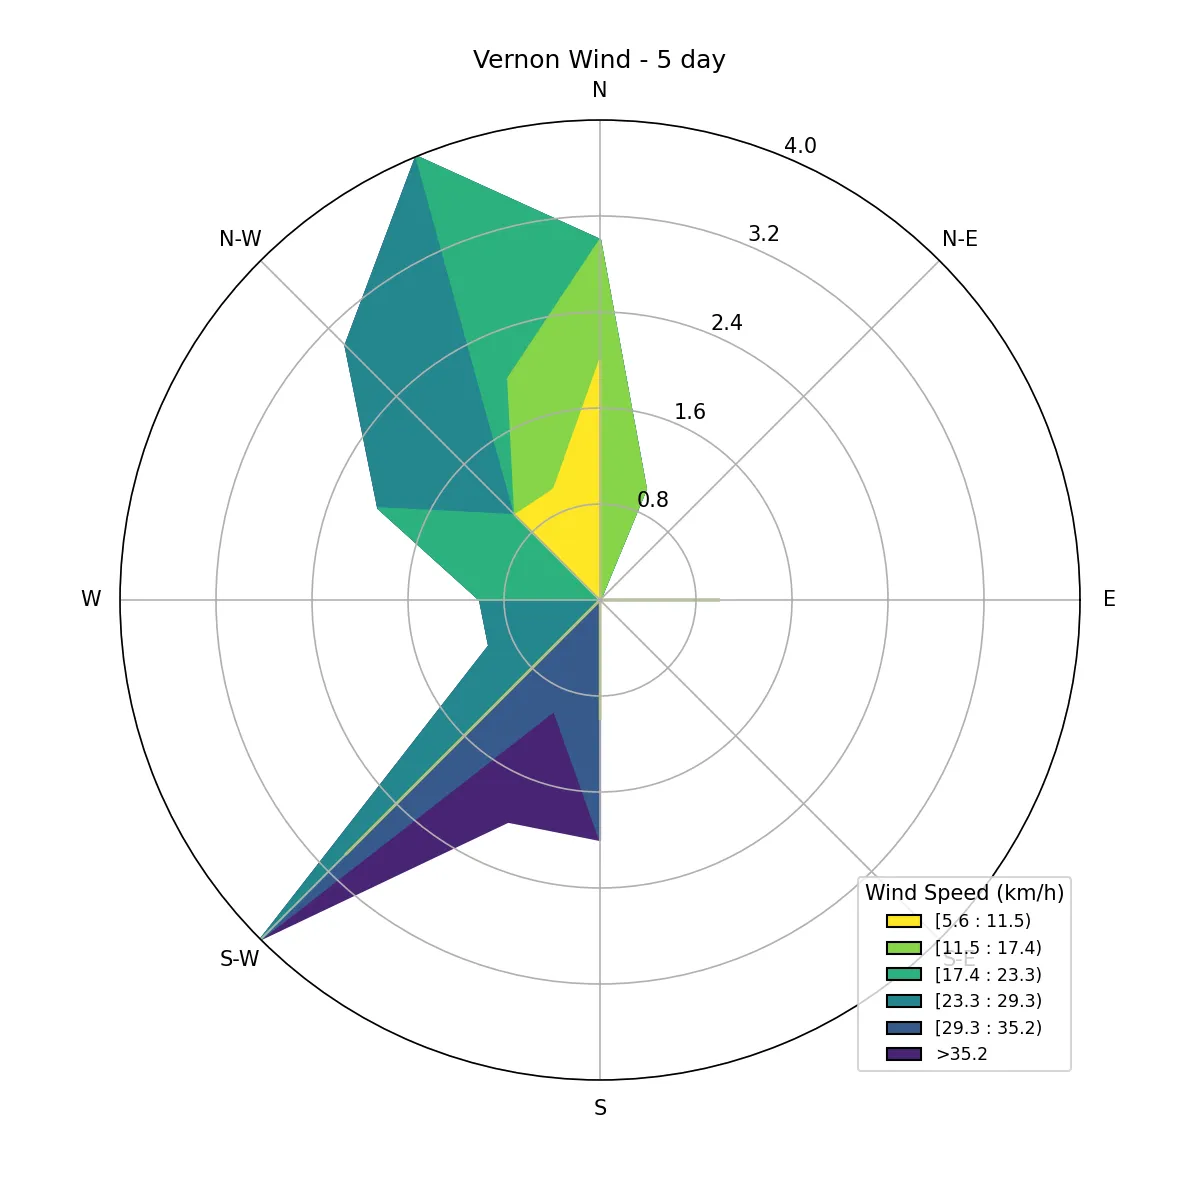 Vernon Wind - 5 day
N
4.0
N-W
3.2
N-E
2.4
1.6
0.8
W
E
S-W
S-E
Wind Speed (km/h)
[5.6 : 11.5)
[11.5 : 17.4)
[17.4 : 23.3)
[23.3 : 29.3)
[29.3 : 35.2)
>35.2
S